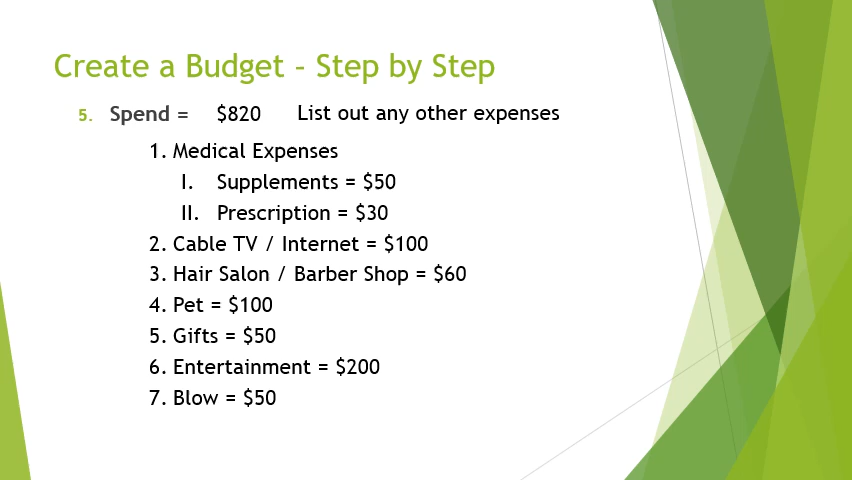 Create a Budget – Step by Step
5. Spend = $820 List out any other expenses
1. Medical Expenses
I. Supplements = $50
II. Prescription = $30
2. Cable TV / Internet = $100
3. Hair Salon / Barber Shop = $60
4. Pet = $100
5. Gifts = $50
6. Entertainment = $200
7. Blow = $50